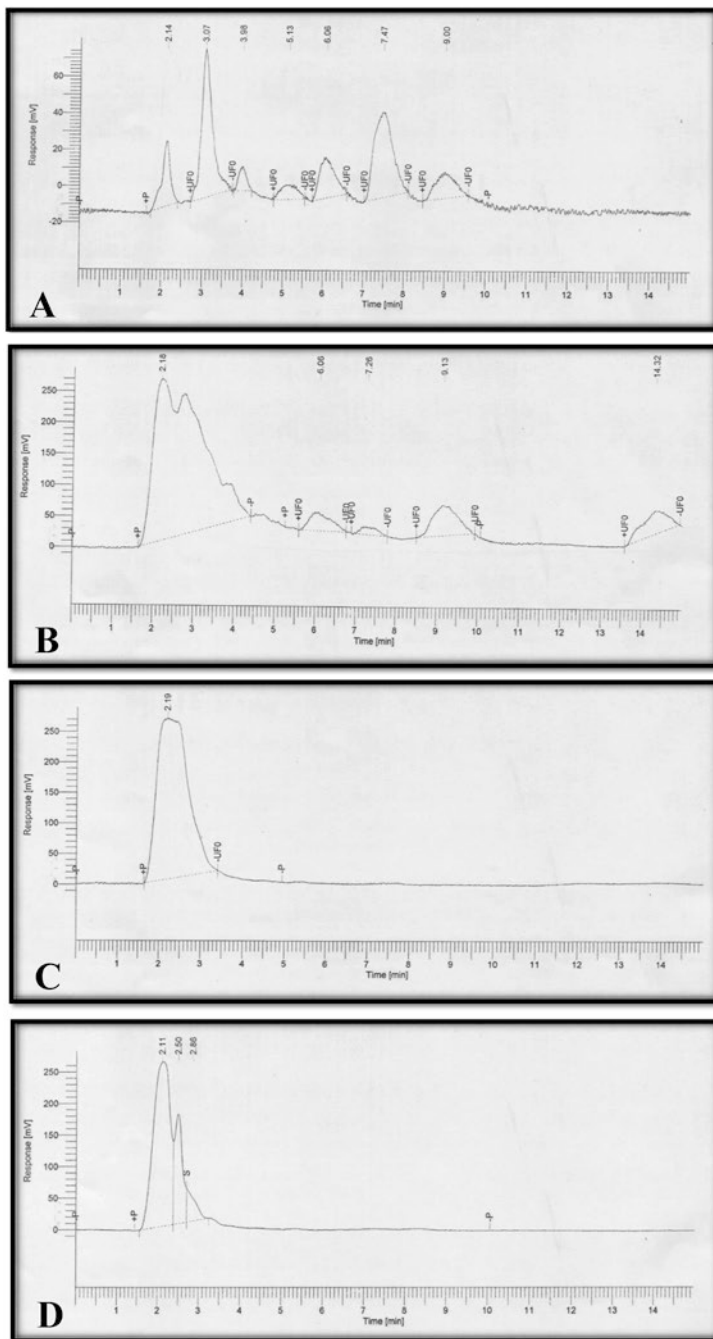 2.14 3.07 3.98 5.13 6.06 7.47 9.00
60
40
20
0
-20
Response [mV]
-P +P +UF0 -UF0 +UF0 -UF0 +UF0 -UF0 +UF0 -UF0 +UF0 -UF0 -P
1 2 3 4 5 6 7 8 9 10 11 12 13 14
Time [min]
A
2.18 6.06 7.26 9.13 14.32
250
200
150
100
50
0
Response [mV]
+P -P +P +UF0 -UF0 +UF0 -UF0 +UF0 -UF0 +UF0 -UF0
1 2 3 4 5 6 7 8 9 10 11 12 13 14
Time [min]
B
2.19
250
200
150
100
50
0
Response [mV]
+P -UF0 -P
1 2 3 4 5 6 7 8 9 10 11 12 13 14
Time [min]
C
2.11 2.50 2.86
250
200
150
100
50
0
Response [mV]
+P S -P
1 2 3 4 5 6 7 8 9 10 11 12 13 14
Time [min]
D